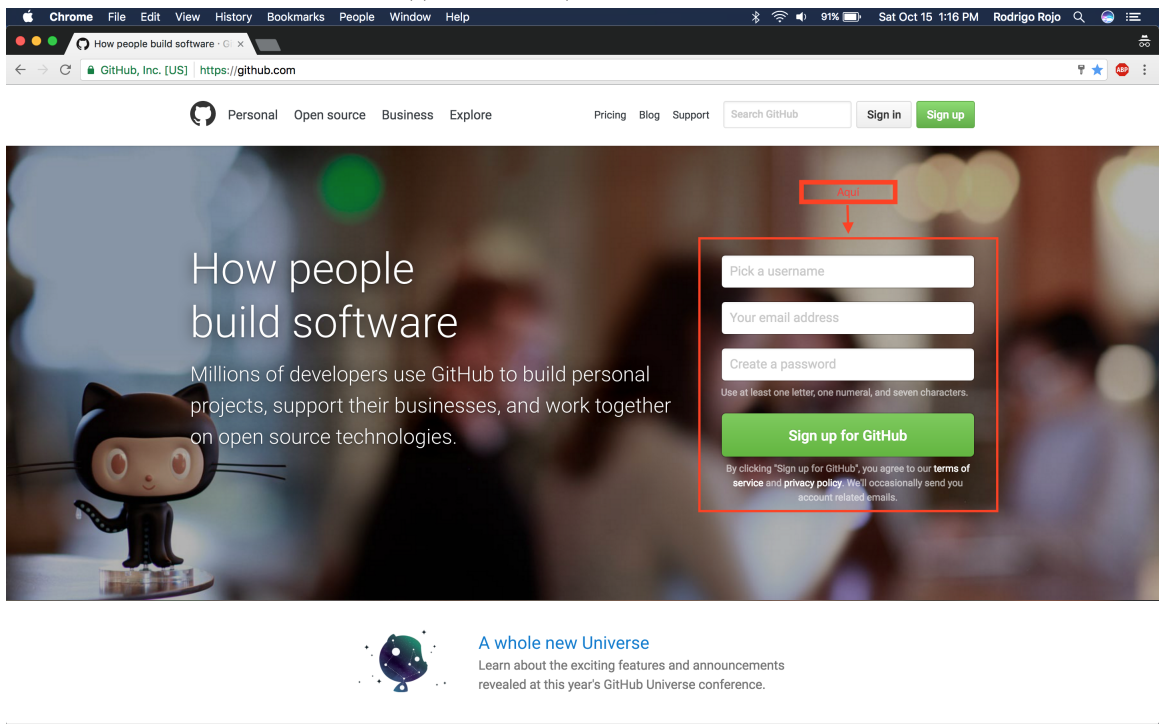 Chrome File Edit View History Bookmarks People Window Help 91% Sat Oct 15 1:16 PM Rodrigo Rojo
How people build software · G
GitHub, Inc. [US] https://github.com ABP
Personal Open source Business Explore Pricing Blog Support Search GitHub Sign in Sign up
Aquí
How people
build software
Millions of developers use GitHub to build personal
projects, support their businesses, and work together
on open source technologies.
Pick a username
Your email address
Create a password
Use at least one letter, one numeral, and seven characters.
Sign up for GitHub
By clicking "Sign up for GitHub", you agree to our terms of
service and privacy policy. We'll occasionally send you
account related emails.
A whole new Universe
Learn about the exciting features and announcements
revealed at this year's GitHub Universe conference.